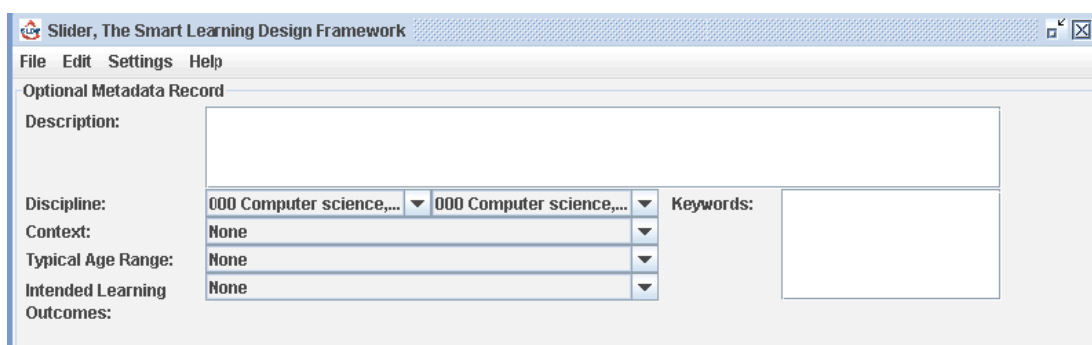 Slider, The Smart Learning Design Framework
File Edit Settings Help
Optional Metadata Record
Description:
Discipline: 000 Computer science,... 000 Computer science,... Keywords:
Context: None
Typical Age Range: None
Intended Learning None
Outcomes: